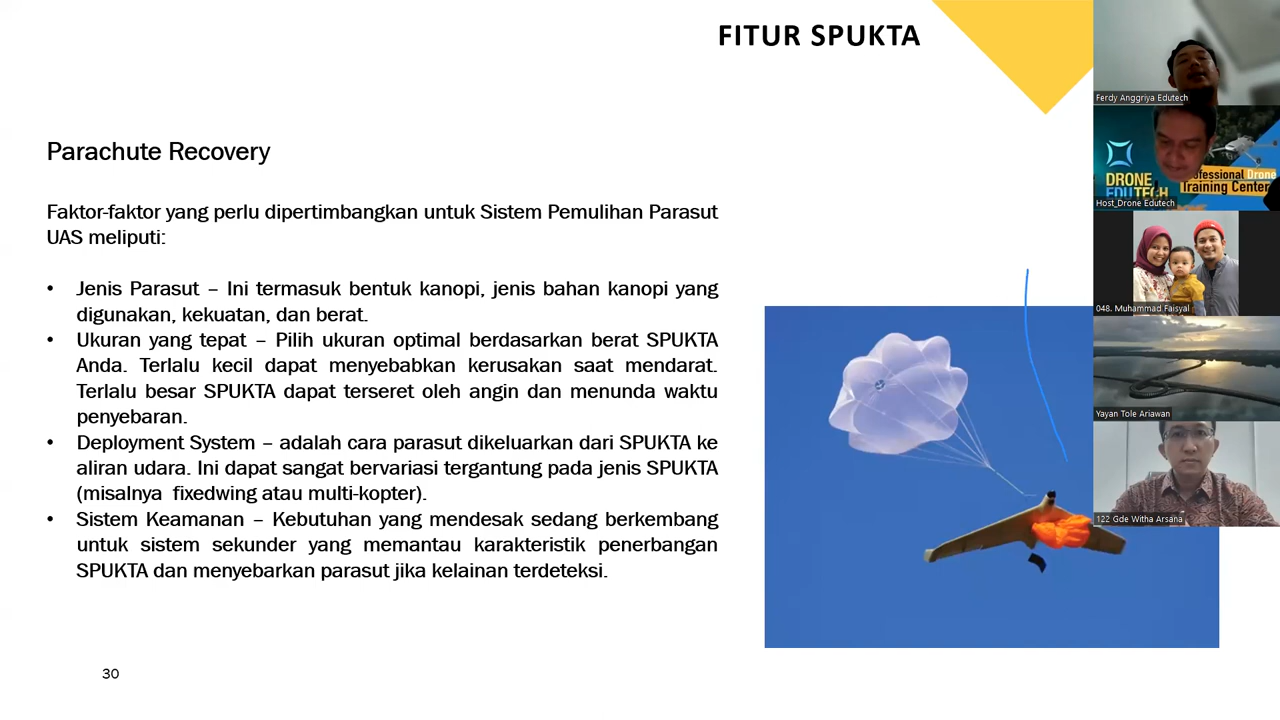 FITUR SPUKTA
Parachute Recovery
Faktor-faktor yang perlu dipertimbangkan untuk Sistem Pemulihan Parasut
UAS meliputi:
• Jenis Parasut – Ini termasuk bentuk kanopi, jenis bahan kanopi yang
digunakan, kekuatan, dan berat.
• Ukuran yang tepat – Pilih ukuran optimal berdasarkan berat SPUKTA
Anda. Terlalu kecil dapat menyebabkan kerusakan saat mendarat.
Terlalu besar SPUKTA dapat terseret oleh angin dan menunda waktu
penyebaran.
• Deployment System – adalah cara parasut dikeluarkan dari SPUKTA ke
aliran udara. Ini dapat sangat bervariasi tergantung pada jenis SPUKTA
(misalnya fixedwing atau multi-kopter).
• Sistem Keamanan – Kebutuhan yang mendesak sedang berkembang
untuk sistem sekunder yang memantau karakteristik penerbangan
SPUKTA dan menyebarkan parasut jika kelainan terdeteksi.
30
Ferdy Anggriya Edutech
DRONE
EDUTECH
ofessional Drone
Training Center
Host_Drone Edutech
048. Muhammad Faisyal
Yayan Tole Ariawan
122 Gde Witha Arsana